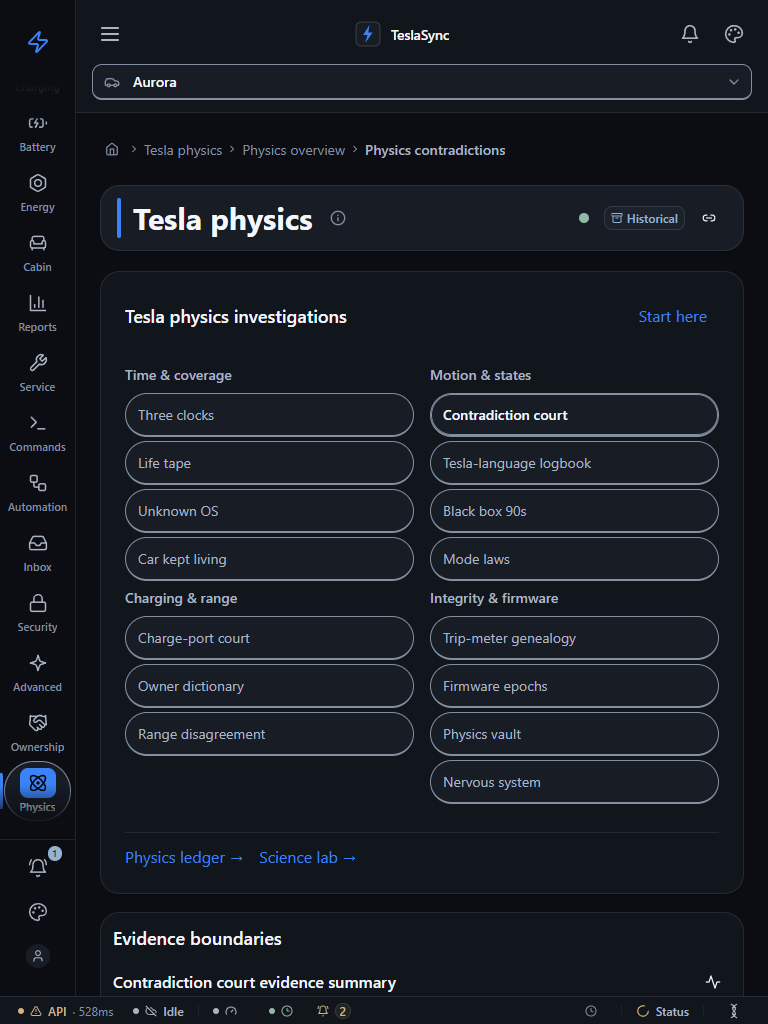 TeslaSync
Aurora
Charging
Battery
Energy
Cabin
Reports
Service
Commands
Automation
Inbox
Security
Advanced
Ownership
Physics
1
Tesla physics
Physics overview
Physics contradictions
Tesla physics
Historical
Tesla physics investigations
Start here
Time & coverage
Three clocks
Life tape
Unknown OS
Car kept living
Motion & states
Contradiction court
Tesla-language logbook
Black box 90s
Mode laws
Charging & range
Charge-port court
Owner dictionary
Range disagreement
Integrity & firmware
Trip-meter genealogy
Firmware epochs
Physics vault
Nervous system
Physics ledger →
Science lab →
Evidence boundaries
Contradiction court evidence summary
API · 528ms
Idle
2
Status